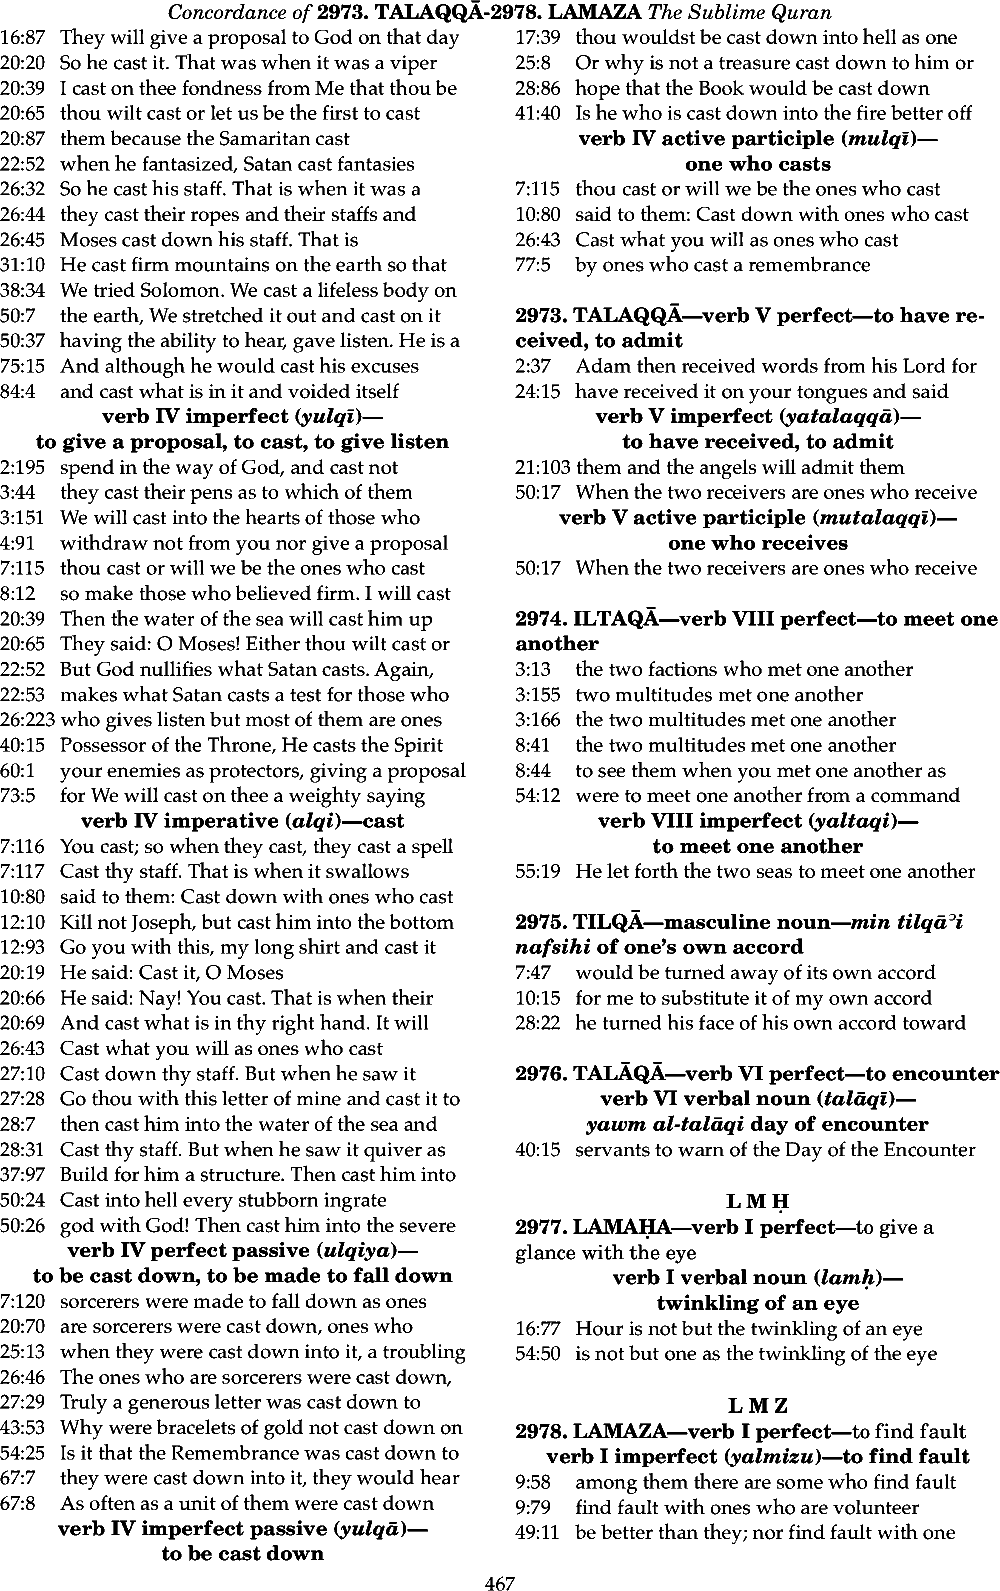 Concordance of 2973. TALAQQĀ-2978. LAMAZA The Sublime Quran
16:87 They will give a proposal to God on that day
20:20 So he cast it. That was when it was a viper
20:39 I cast on thee fondness from Me that thou be
20:65 thou wilt cast or let us be the first to cast
20:87 them because the Samaritan cast
22:52 when he fantasized, Satan cast fantasies
26:32 So he cast his staff. That is when it was a
26:44 they cast their ropes and their staffs and
26:45 Moses cast down his staff. That is
31:10 He cast firm mountains on the earth so that
38:34 We tried Solomon. We cast a lifeless body on
50:7 the earth, We stretched it out and cast on it
50:37 having the ability to hear, gave listen. He is a
75:15 And although he would cast his excuses
84:4 and cast what is in it and voided itself
verb IV imperfect (yulqī)—
to give a proposal, to cast, to give listen
2:195 spend in the way of God, and cast not
3:44 they cast their pens as to which of them
3:151 We will cast into the hearts of those who
4:91 withdraw not from you nor give a proposal
7:115 thou cast or will we be the ones who cast
8:12 so make those who believed firm. I will cast
20:39 Then the water of the sea will cast him up
20:65 They said: O Moses! Either thou wilt cast or
22:52 But God nullifies what Satan casts. Again,
22:53 makes what Satan casts a test for those who
26:223 who gives listen but most of them are ones
40:15 Possessor of the Throne, He casts the Spirit
60:1 your enemies as protectors, giving a proposal
73:5 for We will cast on thee a weighty saying
verb IV imperative (alqi)—cast
7:116 You cast; so when they cast, they cast a spell
7:117 Cast thy staff. That is when it swallows
10:80 said to them: Cast down with ones who cast
12:10 Kill not Joseph, but cast him into the bottom
12:93 Go you with this, my long shirt and cast it
20:19 He said: Cast it, O Moses
20:66 He said: Nay! You cast. That is when their
20:69 And cast what is in thy right hand. It will
26:43 Cast what you will as ones who cast
27:10 Cast down thy staff. But when he saw it
27:28 Go thou with this letter of mine and cast it to
28:7 then cast him into the water of the sea and
28:31 Cast thy staff. But when he saw it quiver as
37:97 Build for him a structure. Then cast him into
50:24 Cast into hell every stubborn ingrate
50:26 god with God! Then cast him into the severe
verb IV perfect passive (ulqiya)—
to be cast down, to be made to fall down
7:120 sorcerers were made to fall down as ones
20:70 are sorcerers were cast down, ones who
25:13 when they were cast down into it, a troubling
26:46 The ones who are sorcerers were cast down,
27:29 Truly a generous letter was cast down to
43:53 Why were bracelets of gold not cast down on
54:25 Is it that the Remembrance was cast down to
67:7 they were cast down into it, they would hear
67:8 As often as a unit of them were cast down
verb IV imperfect passive (yulqā)—
to be cast down
17:39 thou wouldst be cast down into hell as one
25:8 Or why is not a treasure cast down to him or
28:86 hope that the Book would be cast down
41:40 Is he who is cast down into the fire better off
verb IV active participle (mulqī)—
one who casts
7:115 thou cast or will we be the ones who cast
10:80 said to them: Cast down with ones who cast
26:43 Cast what you will as ones who cast
77:5 by ones who cast a remembrance
2973. TALAQQĀ—verb V perfect—to have re-
ceived, to admit
2:37 Adam then received words from his Lord for
24:15 have received it on your tongues and said
verb V imperfect (yatalaqqā)—
to have received, to admit
21:103 them and the angels will admit them
50:17 When the two receivers are ones who receive
verb V active participle (mutalaqqī)—
one who receives
50:17 When the two receivers are ones who receive
2974. ILTAQĀ—verb VIII perfect—to meet one
another
3:13 the two factions who met one another
3:155 two multitudes met one another
3:166 the two multitudes met one another
8:41 the two multitudes met one another
8:44 to see them when you met one another as
54:12 were to meet one another from a command
verb VIII imperfect (yaltaqi)—
to meet one another
55:19 He let forth the two seas to meet one another
2975. TILQĀ—masculine noun—min tilqāʾi
nafsihi of one's own accord
7:47 would be turned away of its own accord
10:15 for me to substitute it of my own accord
28:22 he turned his face of his own accord toward
2976. TALĀQĀ—verb VI perfect—to encounter
verb VI verbal noun (talāqī)—
yawm al-talāqi day of encounter
40:15 servants to warn of the Day of the Encounter
L M Ḥ
2977. LAMAḤA—verb I perfect—to give a
glance with the eye
verb I verbal noun (lamḥ)—
twinkling of an eye
16:77 Hour is not but the twinkling of an eye
54:50 is not but one as the twinkling of the eye
L M Z
2978. LAMAZA—verb I perfect—to find fault
verb I imperfect (yalmizu)—to find fault
9:58 among them there are some who find fault
9:79 find fault with ones who are volunteer
49:11 be better than they; nor find fault with one
467